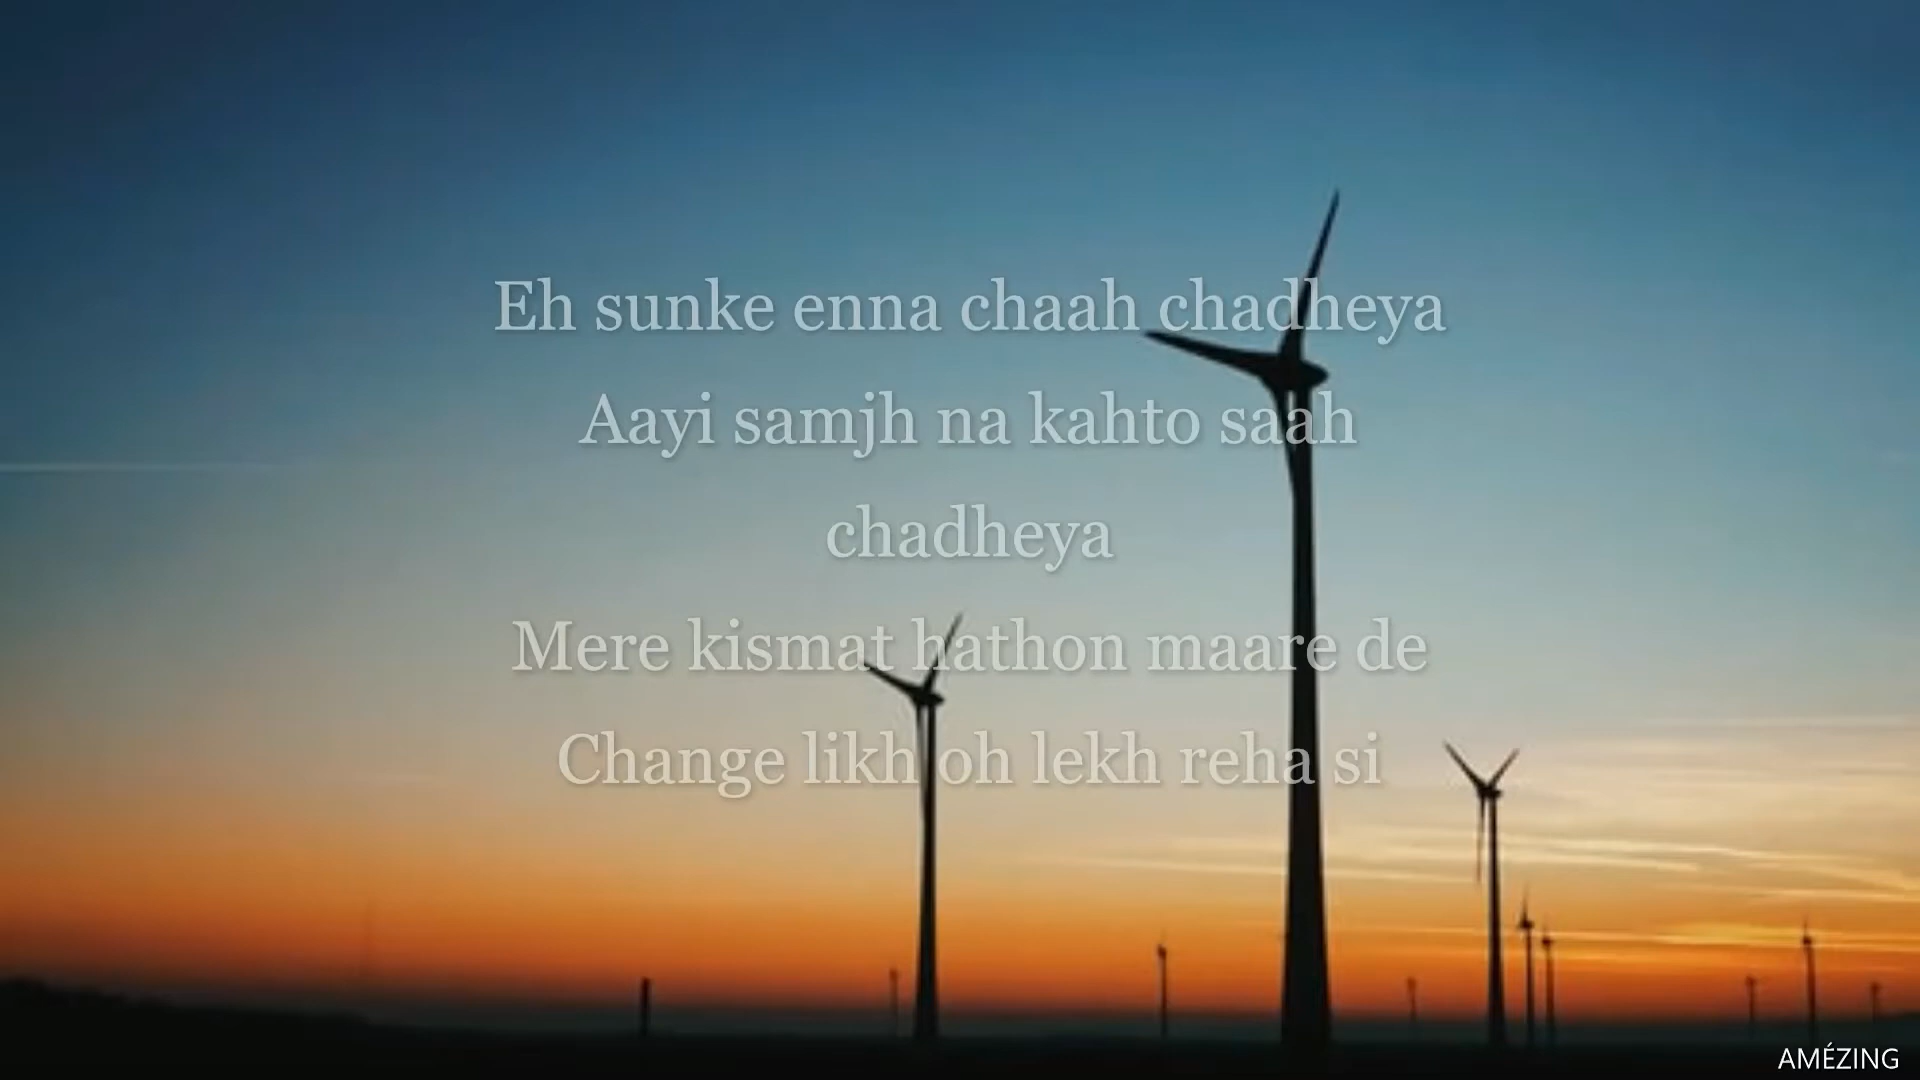 Eh sunke enna chaah chadheya
Aayi samjh na kahto saah
chadheya
Mere kismat hathon maare de
Change likh oh lekh reha si
AMÉZING